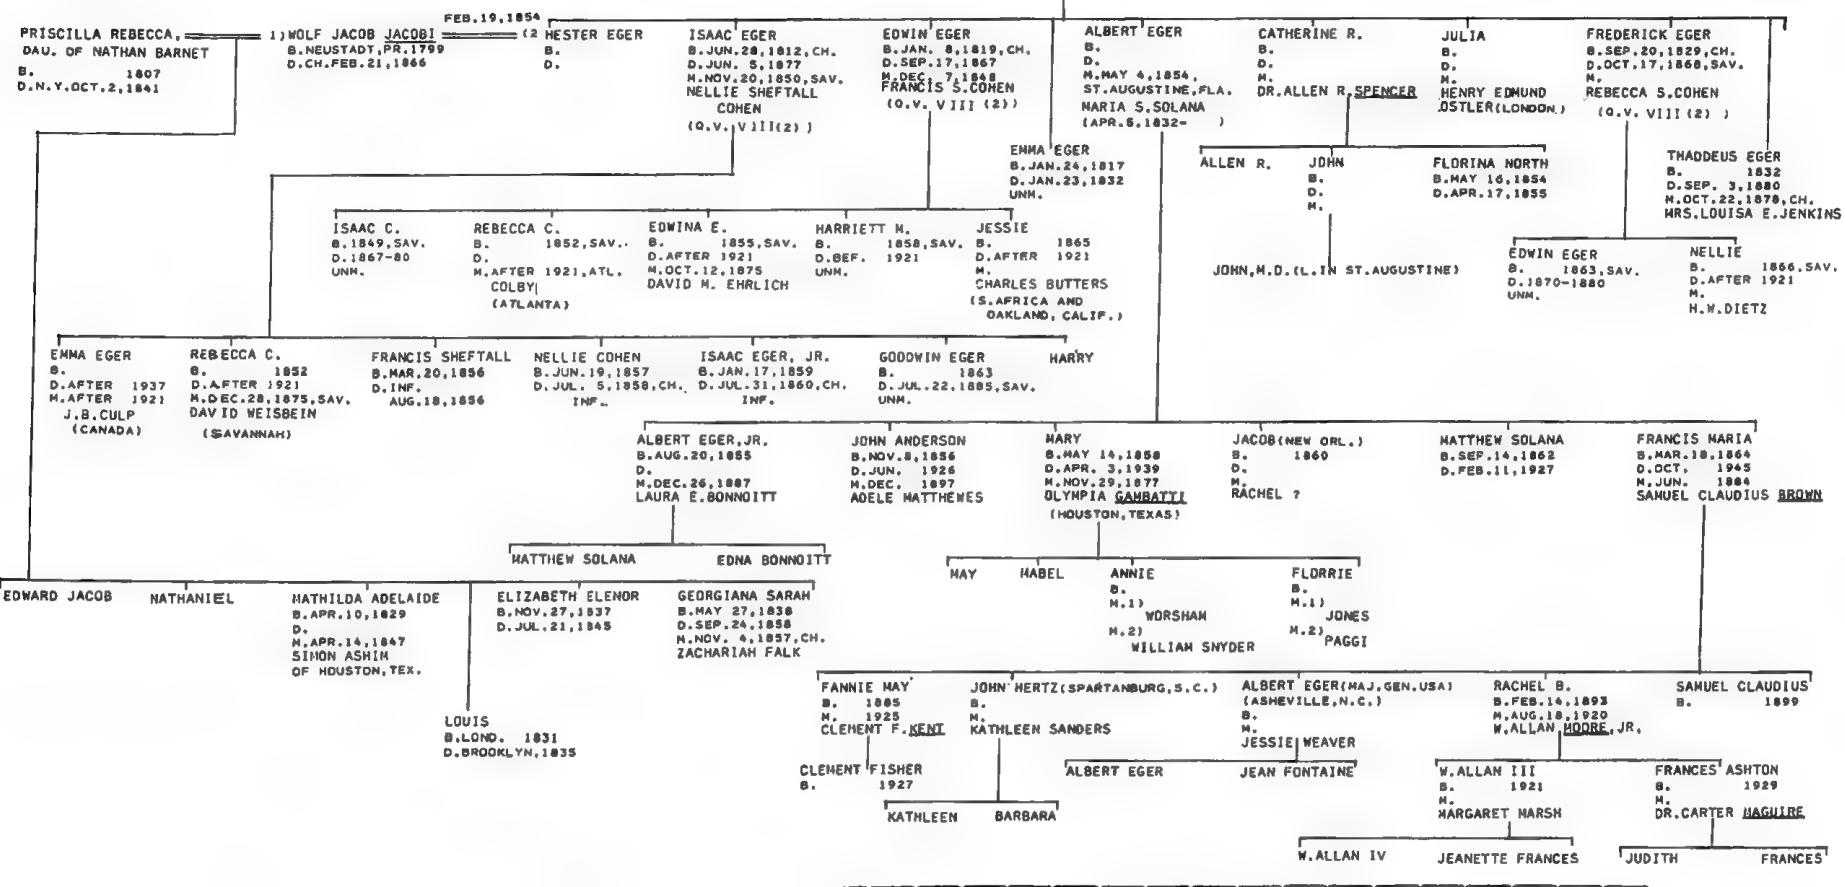 FEB.19,1854
PRISCILLA REBECCA,
DAU. OF NATHAN BARNET
B. 1807
D.N.Y.OCT.2,1841
1) WOLF JACOB JACOBI
B.NEUSTADT,PR.1799
D.CH.FEB.21,1866
(2 HESTER EGER
B.
D.
ISAAC EGER
B.JUN.28,1812,CH.
D.JUN. 5,1877
M.NOV.20,1850,SAV.
NELLIE SHEFTALL
COHEN
(Q.V. VIII(2) )
EDWIN EGER
B.JAN. 8,1819,CH.
D.SEP.17,1867
M.DEC. 7,1848
FRANCIS S.COHEN
(Q.V. VIII (2))
EMMA EGER
B.JAN.24,1817
D.JAN.23,1832
UNM.
ALBERT EGER
B.
D.
M.MAY 4,1854,
ST.AUGUSTINE,FLA.
MARIA S.SOLANA
(APR.5,1832- )
CATHERINE R.
B.
D.
M.
DR.ALLEN R.SPENCER
JULIA
B.
D.
M.
HENRY EDMUND
OSTLER(LONDON.)
FREDERICK EGER
B.SEP.20,1829,CH.
D.OCT.17,1868,SAV.
M.
REBECCA S.COHEN
(Q.V. VIII (2) )
THADDEUS EGER
B. 1832
D.SEP. 3,1880
M.OCT.22,1878,CH.
MRS.LOUISA E.JENKINS
ALLEN R.
JOHN
B.
D.
M.
FLORINA NORTH
B.MAY 16,1854
D.APR.17,1855
JOHN,M.D.(L.IN ST.AUGUSTINE)
EDWIN EGER
B. 1863,SAV.
D.1870-1880
UNM.
NELLIE
B. 1866,SAV.
D.AFTER 1921
M.
H.W.DIETZ
ISAAC C.
B.1849,SAV.
D.1867-80
UNM.
REBECCA C.
B. 1852,SAV.
D.
M.AFTER 1921,ATL.
COLBY
(ATLANTA)
EDWINA E.
B. 1855,SAV.
D.AFTER 1921
M.OCT.12,1875
DAVID M. EHRLICH
HARRIETT M.
B. 1858,SAV.
D.BEF. 1921
UNM.
JESSIE
B. 1865
D.AFTER 1921
M.
CHARLES BUTTERS
(S.AFRICA AND
OAKLAND, CALIF.)
EMMA EGER
B.
D.AFTER 1937
M.AFTER 1921
J.B.CULP
(CANADA)
REBECCA C.
B. 1852
D.AFTER 1921
M.DEC.28,1875,SAV.
DAVID WEISBEIN
(SAVANNAH)
FRANCIS SHEFTALL
B.MAR.20,1856
D.INF.
AUG.18,1856
NELLIE COHEN
B.JUN.19,1857
D.JUL. 5,1858,CH.
INF.
ISAAC EGER, JR.
B.JAN.17,1859
D.JUL.31,1860,CH.
INF.
GOODWIN EGER
B. 1863
D.JUL.22,1885,SAV.
UNM.
HARRY
ALBERT EGER,JR.
B.AUG.20,1855
D.
M.DEC.26,1887
LAURA E.BONNOITT
JOHN ANDERSON
B.NOV.8,1856
D.JUN. 1926
M.DEC. 1897
ADELE MATTHEWES
MARY
B.MAY 14,1858
D.APR. 3,1939
M.NOV.29,1877
OLYMPIA GAMBATTI
(HOUSTON,TEXAS)
JACOB(NEW ORL.)
B. 1860
D.
M.
RACHEL ?
MATTHEW SOLANA
B.SEP.14,1862
D.FEB.11,1927
FRANCIS MARIA
B.MAR.18,1864
D.OCT. 1945
M.JUN. 1884
SAMUEL CLAUDIUS BROWN
MATTHEW SOLANA
EDNA BONNOITT
MAY
MABEL
ANNIE
B.
M.1)
WORSHAM
M.2)
WILLIAM SNYDER
FLORRIE
B.
M.1)
JONES
M.2)
PAGGI
EDWARD JACOB
NATHANIEL
MATHILDA ADELAIDE
B.APR.10,1829
D.
M.APR.14,1847
SIMON ASHIM
OF HOUSTON,TEX.
LOUIS
B.LOND. 1831
D.BROOKLYN,1835
ELIZABETH ELENOR
B.NOV.27,1837
D.JUL.21,1845
GEORGIANA SARAH
B.MAY 27,1838
D.SEP.24,1858
M.NOV. 4,1857,CH.
ZACHARIAH FALK
FANNIE MAY
B. 1885
M. 1925
CLEMENT F.KENT
JOHN HERTZ(SPARTANBURG,S.C.)
B.
M.
KATHLEEN SANDERS
ALBERT EGER(MAJ.GEN.USA)
(ASHEVILLE,N.C.)
B.
M.
JESSIE WEAVER
RACHEL B.
B.FEB.14,1893
M.AUG.18,1920
W.ALLAN MOORE,JR.
SAMUEL CLAUDIUS
B. 1899
CLEMENT FISHER
B. 1927
KATHLEEN
BARBARA
ALBERT EGER
JEAN FONTAINE
W.ALLAN III
B. 1921
M.
MARGARET MARSH
FRANCES ASHTON
B. 1929
M.
DR.CARTER MAGUIRE
W.ALLAN IV
JEANETTE FRANCES
JUDITH
FRANCES